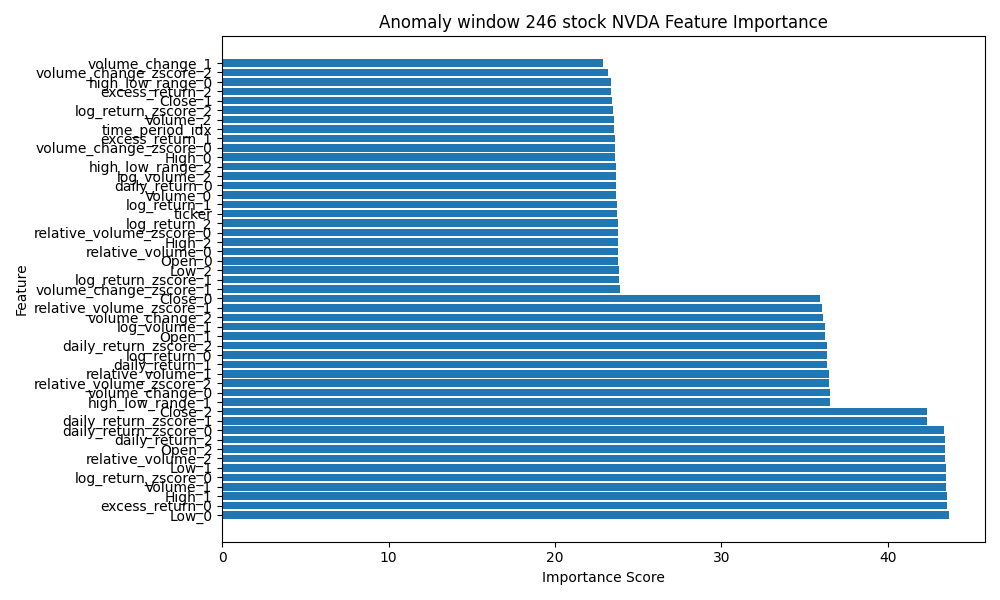 Anomaly window 246 stock NVDA Feature Importance
volume_change_1
volume_change_zscore_2
high_low_range_0
excess_return_2
Close_1
log_return_zscore_2
Volume_2
time_period_idx
excess_return_1
volume_change_zscore_0
High_0
high_low_range_2
log_volume_2
daily_return_0
Volume_0
log_return_1
ticker
log_return_2
relative_volume_zscore_0
High_2
relative_volume_0
Open_0
Low_2
log_return_zscore_1
volume_change_zscore_1
Close_0
relative_volume_zscore_1
volume_change_2
log_volume_1
Open_1
daily_return_zscore_2
log_return_0
daily_return_1
relative_volume_1
relative_volume_zscore_2
volume_change_0
high_low_range_1
Close_2
daily_return_zscore_1
daily_return_zscore_0
daily_return_2
Open_2
relative_volume_2
Low_1
log_return_zscore_0
Volume_1
High_1
excess_return_0
Low_0
Feature
0 10 20 30 40
Importance Score